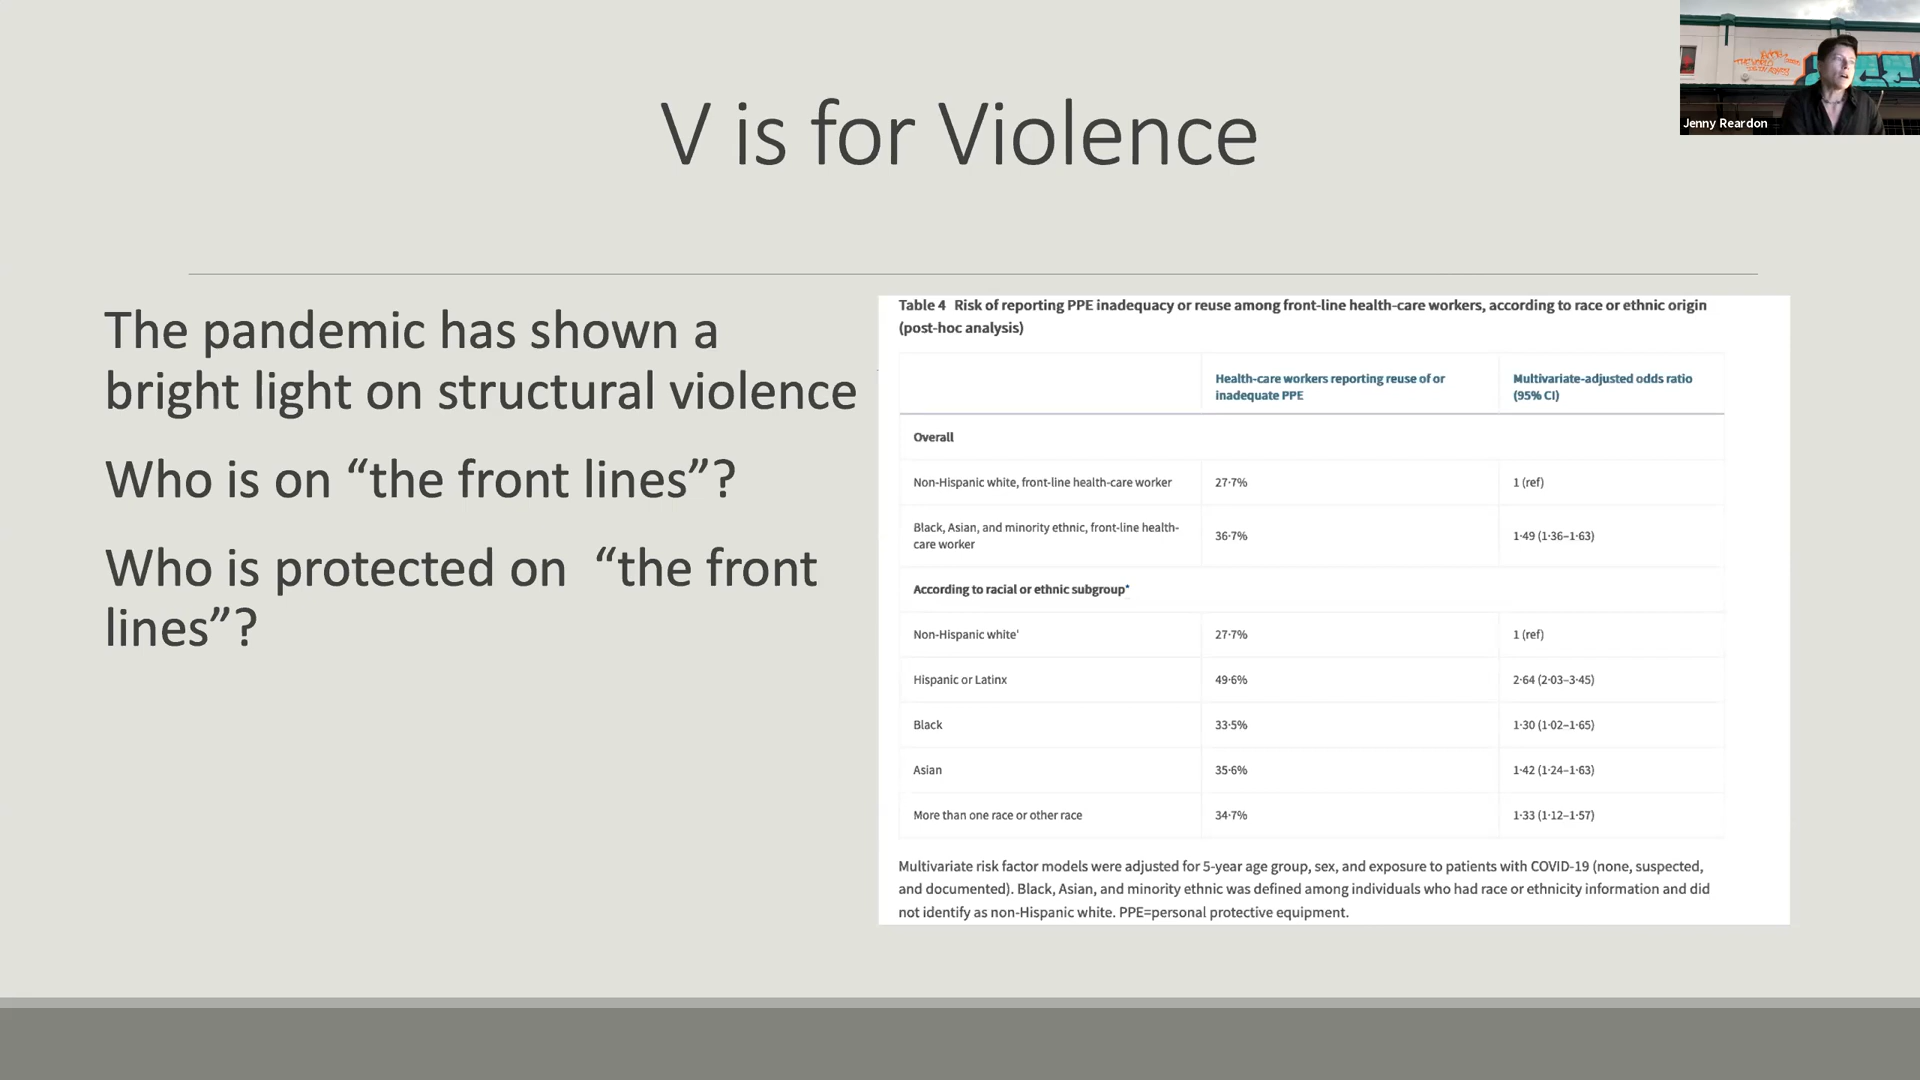 V is for Violence
Jenny Reardon
The pandemic has shown a
bright light on structural violence
Who is on “the front lines”?
Who is protected on “the front
lines”?
Table 4 Risk of reporting PPE inadequacy or reuse among front-line health-care workers, according to race or ethnic origin
(post-hoc analysis)
Health-care workers reporting reuse of or
inadequate PPE
Multivariate-adjusted odds ratio
(95% CI)
Overall
Non-Hispanic white, front-line health-care worker 27·7% 1 (ref)
Black, Asian, and minority ethnic, front-line health-
care worker
36·7% 1·49 (1·36–1·63)
According to racial or ethnic subgroup*
Non-Hispanic white' 27·7% 1 (ref)
Hispanic or Latinx 49·6% 2·64 (2·03–3·45)
Black 33·5% 1·30 (1·02–1·65)
Asian 35·6% 1·42 (1·24–1·63)
More than one race or other race 34·7% 1·33 (1·12–1·57)
Multivariate risk factor models were adjusted for 5-year age group, sex, and exposure to patients with COVID-19 (none, suspected,
and documented). Black, Asian, and minority ethnic was defined among individuals who had race or ethnicity information and did
not identify as non-Hispanic white. PPE=personal protective equipment.